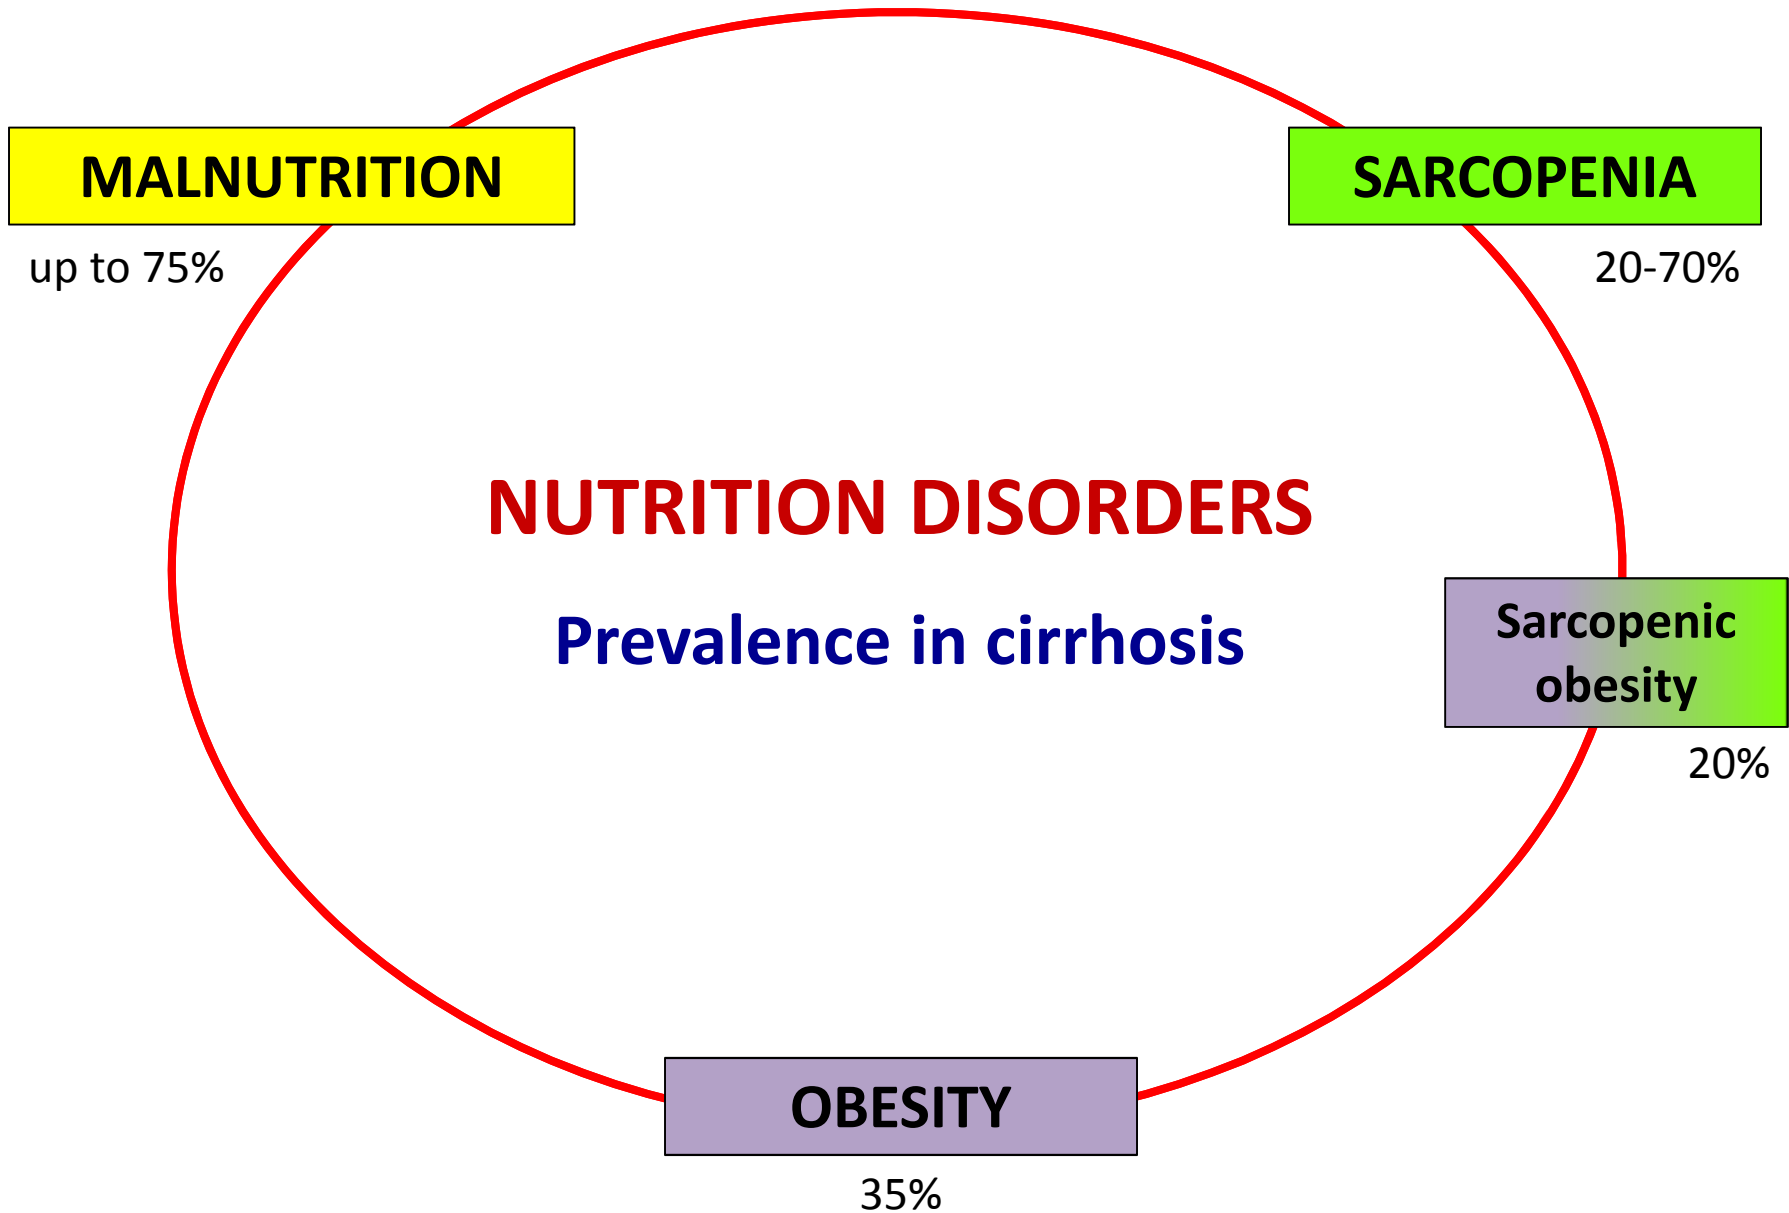 MALNUTRITION
up to 75%
SARCOPENIA
20-70%
NUTRITION DISORDERS
Prevalence in cirrhosis
Sarcopenic
obesity
20%
OBESITY
35%